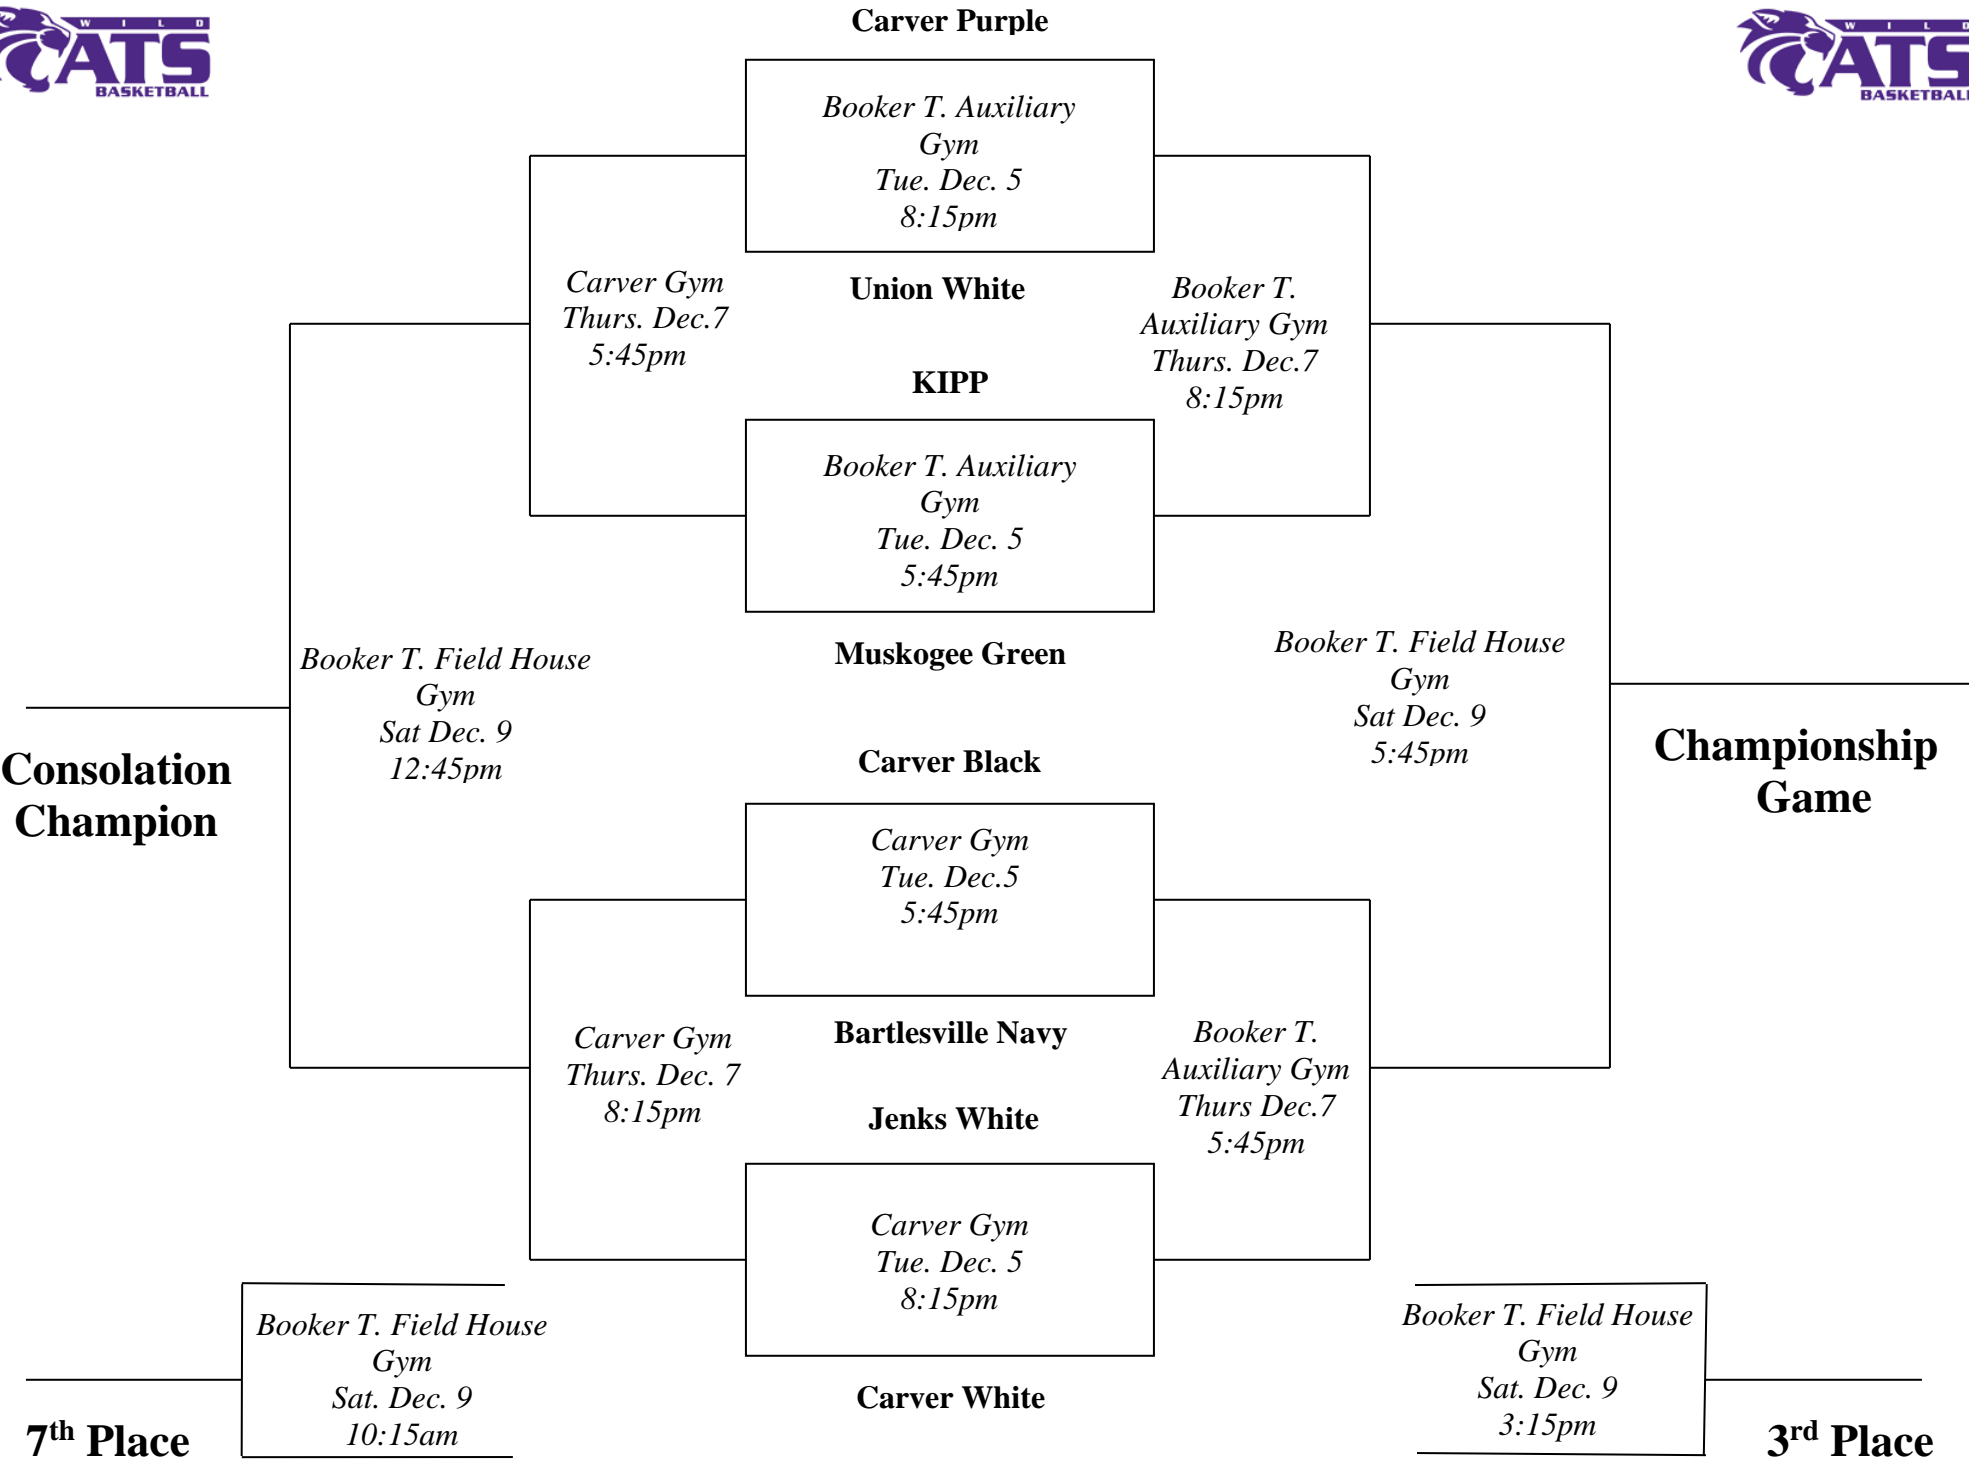 WILD
CATS
BASKETBALL
Carver Purple
WILD
CATS
BASKETBALL
Booker T. Auxiliary
Gym
Tue. Dec. 5
8:15pm
Carver Gym
Thurs. Dec.7
5:45pm
Union White
Booker T.
Auxiliary Gym
Thurs. Dec.7
8:15pm
KIPP
Booker T. Auxiliary
Gym
Tue. Dec. 5
5:45pm
Muskogee Green
Booker T. Field House
Gym
Sat Dec. 9
12:45pm
Booker T. Field House
Gym
Sat Dec. 9
5:45pm
Consolation
Champion
Carver Black
Championship
Game
Carver Gym
Tue. Dec.5
5:45pm
Bartlesville Navy
Carver Gym
Thurs. Dec. 7
8:15pm
Booker T.
Auxiliary Gym
Thurs Dec.7
5:45pm
Jenks White
Carver Gym
Tue. Dec. 5
8:15pm
Carver White
Booker T. Field House
Gym
Sat. Dec. 9
10:15am
7th Place
Booker T. Field House
Gym
Sat. Dec. 9
3:15pm
3rd Place